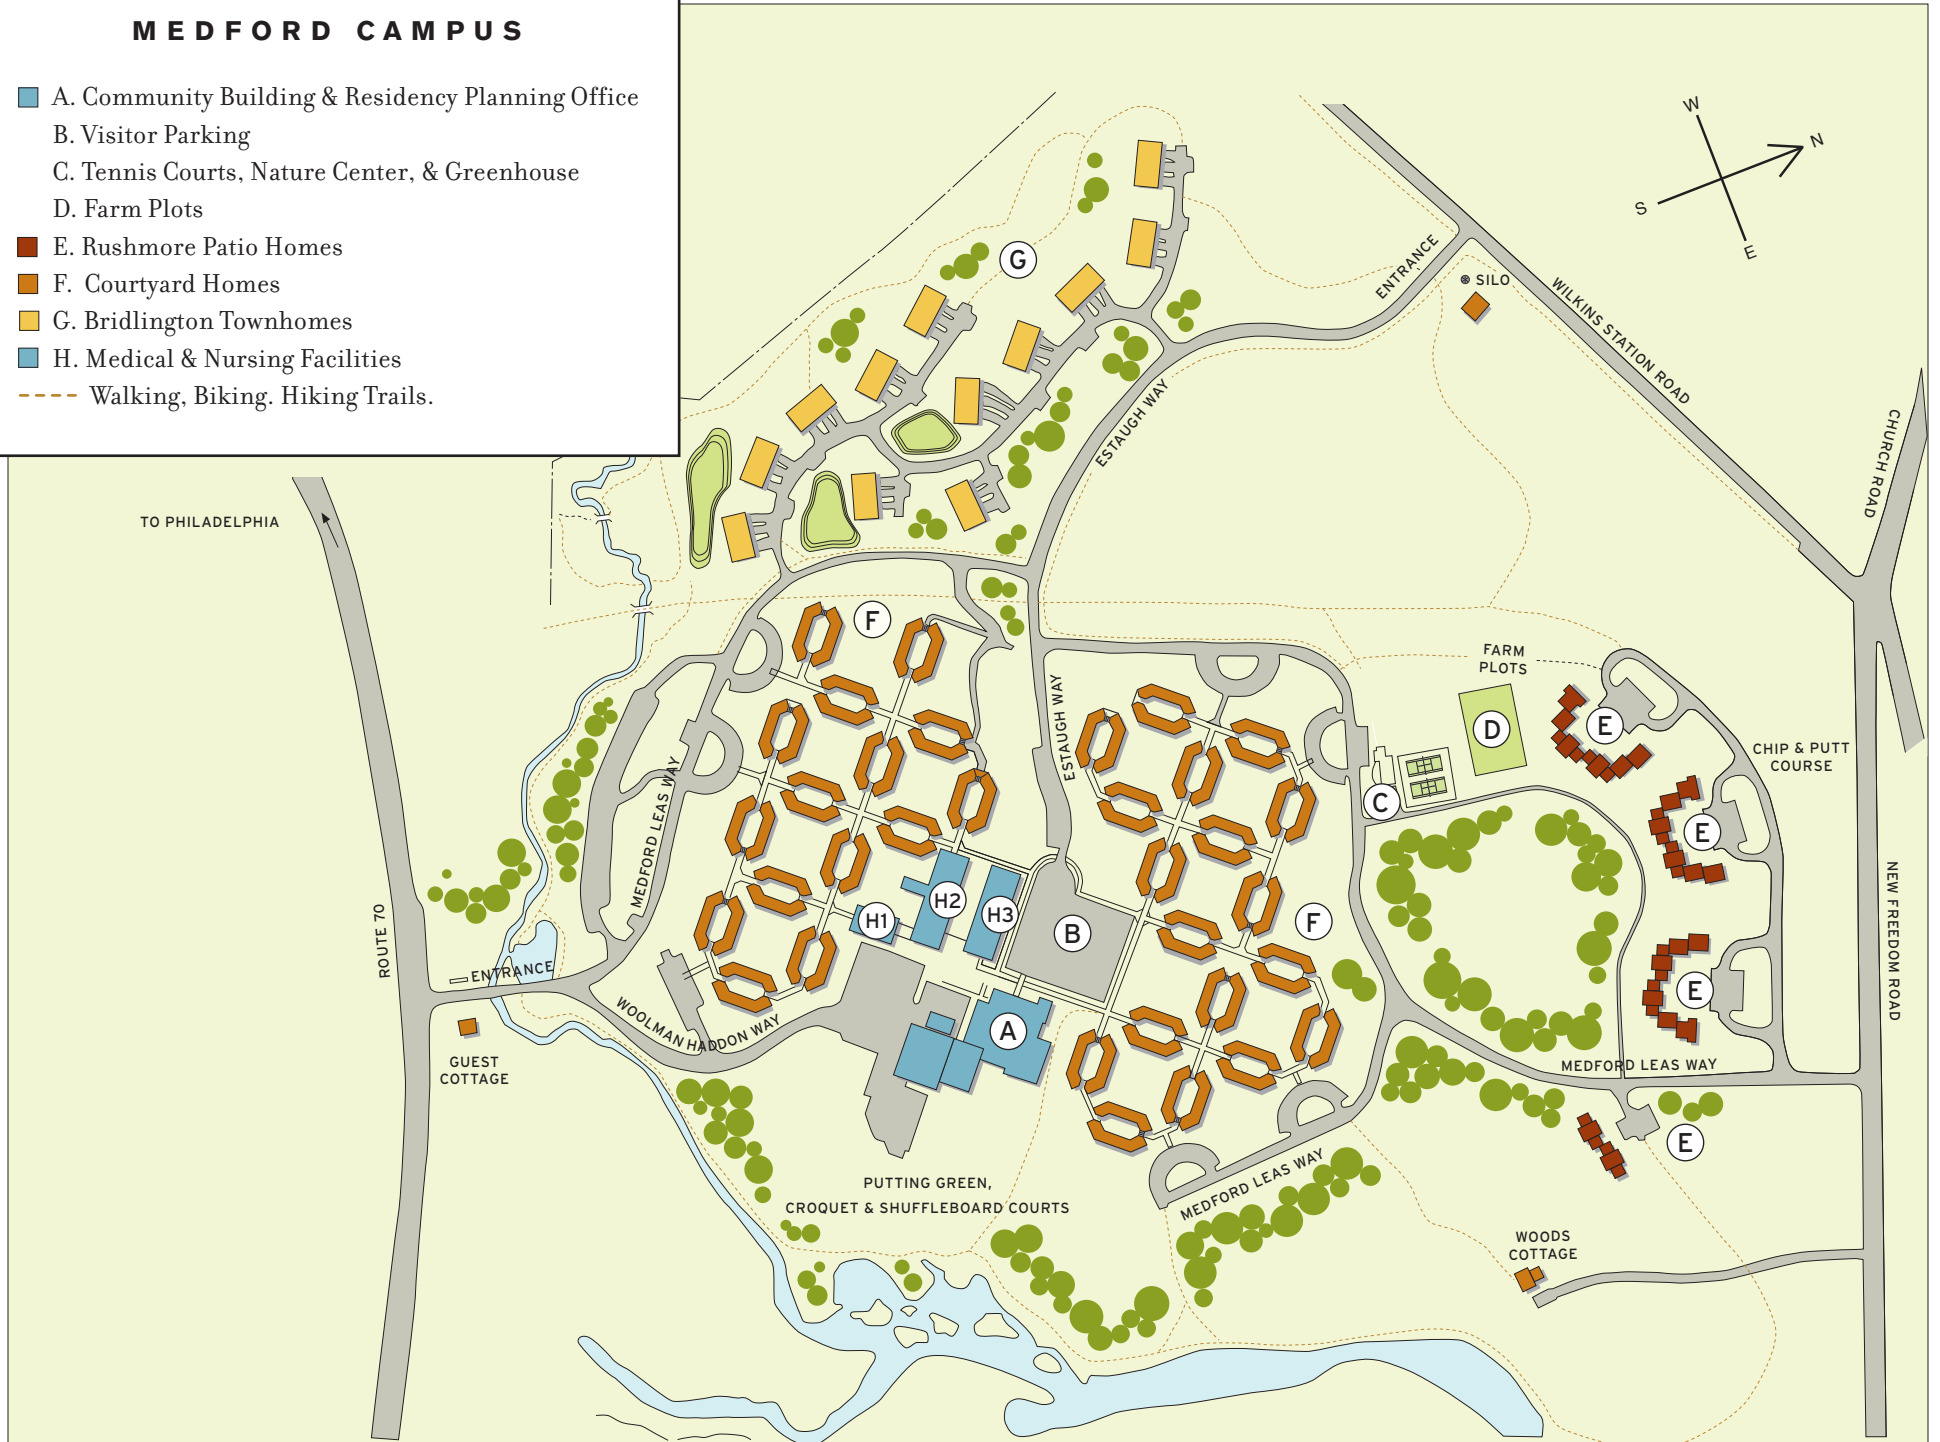 MEDFORD CAMPUS
A. Community Building & Residency Planning Office
B. Visitor Parking
C. Tennis Courts, Nature Center, & Greenhouse
D. Farm Plots
E. Rushmore Patio Homes
F. Courtyard Homes
G. Bridlington Townhomes
H. Medical & Nursing Facilities
Walking, Biking. Hiking Trails.
W
N
S
E
G
ENTRANCE
SILO
WILKINS STATION ROAD
ESTAUGH WAY
CHURCH ROAD
TO PHILADELPHIA
F
FARM
PLOTS
ESTAUGH WAY
D
E
CHIP & PUTT
COURSE
MEDFORD LEAS WAY
C
E
H1
H2
H3
B
F
ROUTE 70
ENTRANCE
NEW FREEDOM ROAD
E
WOOLMAN HADDON WAY
A
GUEST
COTTAGE
MEDFORD LEAS WAY
E
PUTTING GREEN,
CROQUET & SHUFFLEBOARD COURTS
MEDFORD LEAS WAY
WOODS
COTTAGE